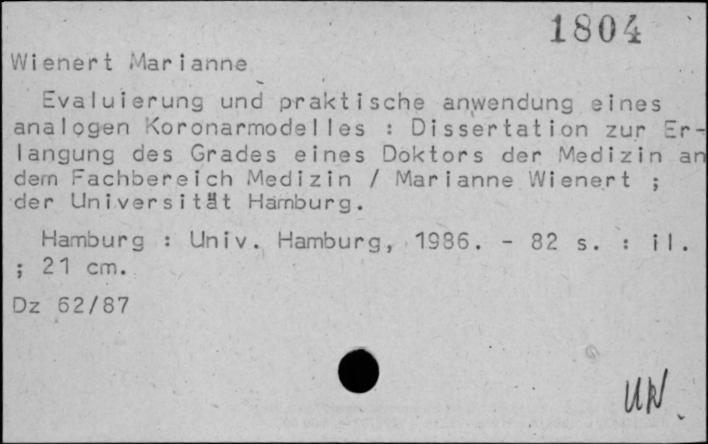 1804
Wienert Marianne
Evaluierung und praktische anwendung eines
analogen Koronarmodelles : Dissertation zur Er-
langung des Grades eines Doktors der Medizin an
dem Fachbereich Medizin / Marianne Wienert ;
der Universität Hamburg.
Hamburg : Univ. Hamburg, 1986. - 82 s. : il.
; 21 cm.
Dz 62/87